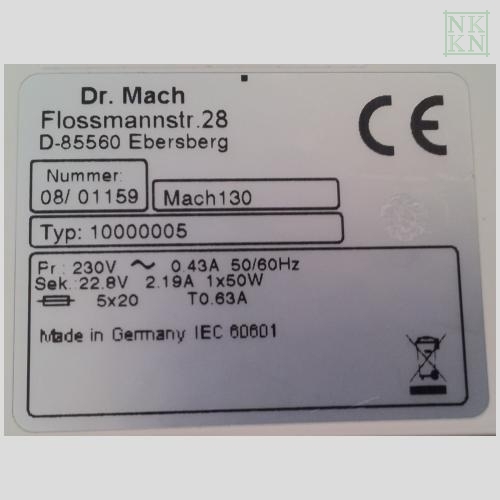 NK
KN
Dr. Mach
Flossmannstr.28
D-85560 Ebersberg
CE
Nummer:
08/ 01159
Mach130
Typ: 10000005
Pr.: 230V ~ 0.43A 50/60Hz
Sek.:22.8V 2.19A 1x50W
5x20 T0.63A
Made in Germany IEC 60601